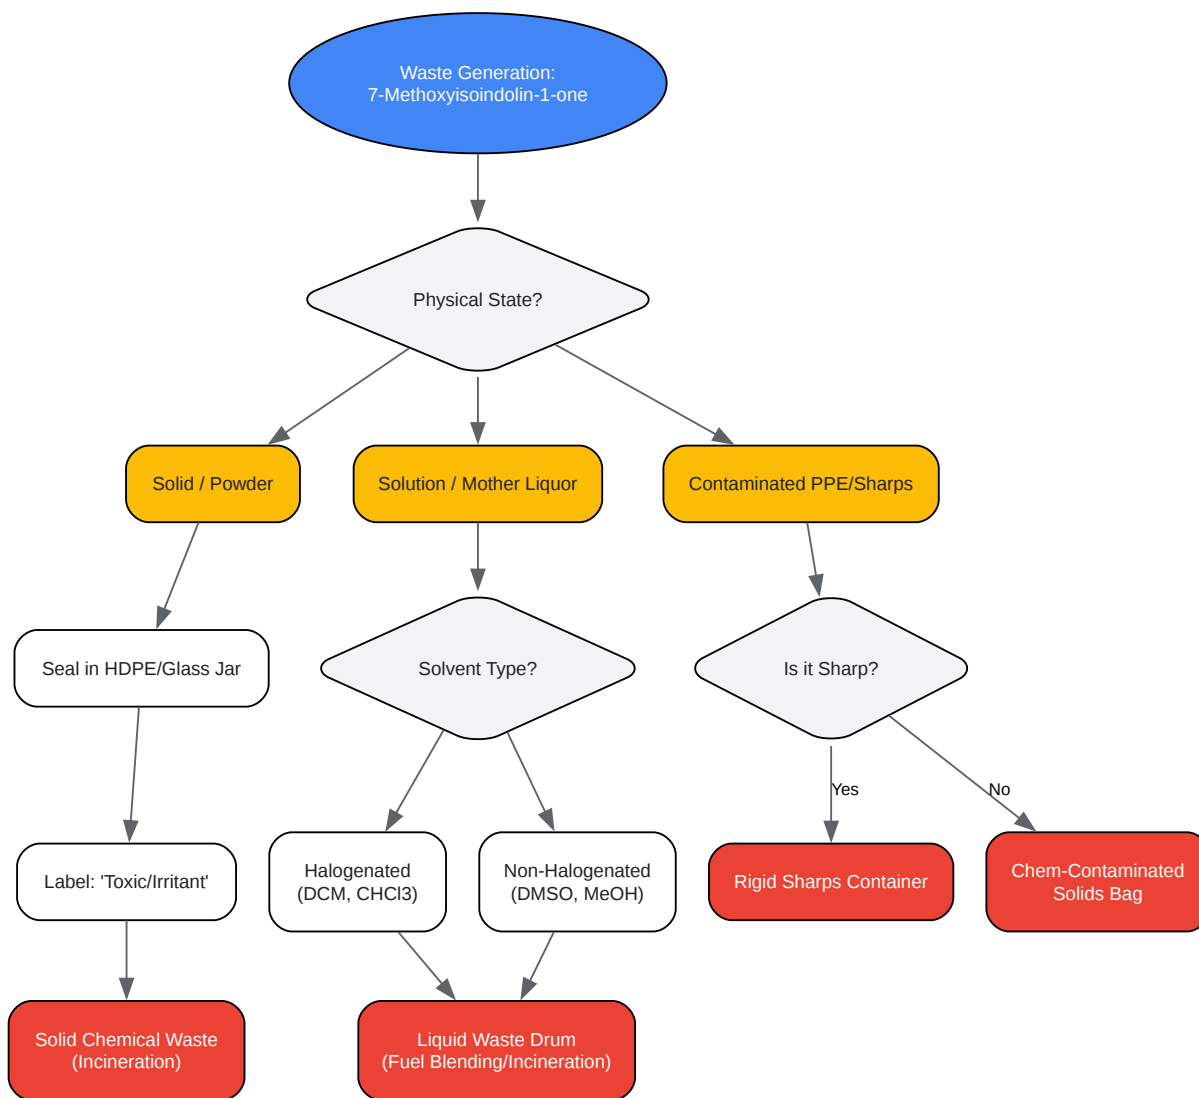 Waste Generation:
7-Methoxyisoindolin-1-one
Physical State?
Solid / Powder
Solution / Mother Liquor
Contaminated PPE/Sharps
Seal in HDPE/Glass Jar
Solvent Type?
Is it Sharp?
Yes
No
Label: 'Toxic/Irritant'
Halogenated
(DCM, CHCl3)
Non-Halogenated
(DMSO, MeOH)
Rigid Sharps Container
Chem-Contaminated
Solids Bag
Solid Chemical Waste
(Incineration)
Liquid Waste Drum
(Fuel Blending/Incineration)